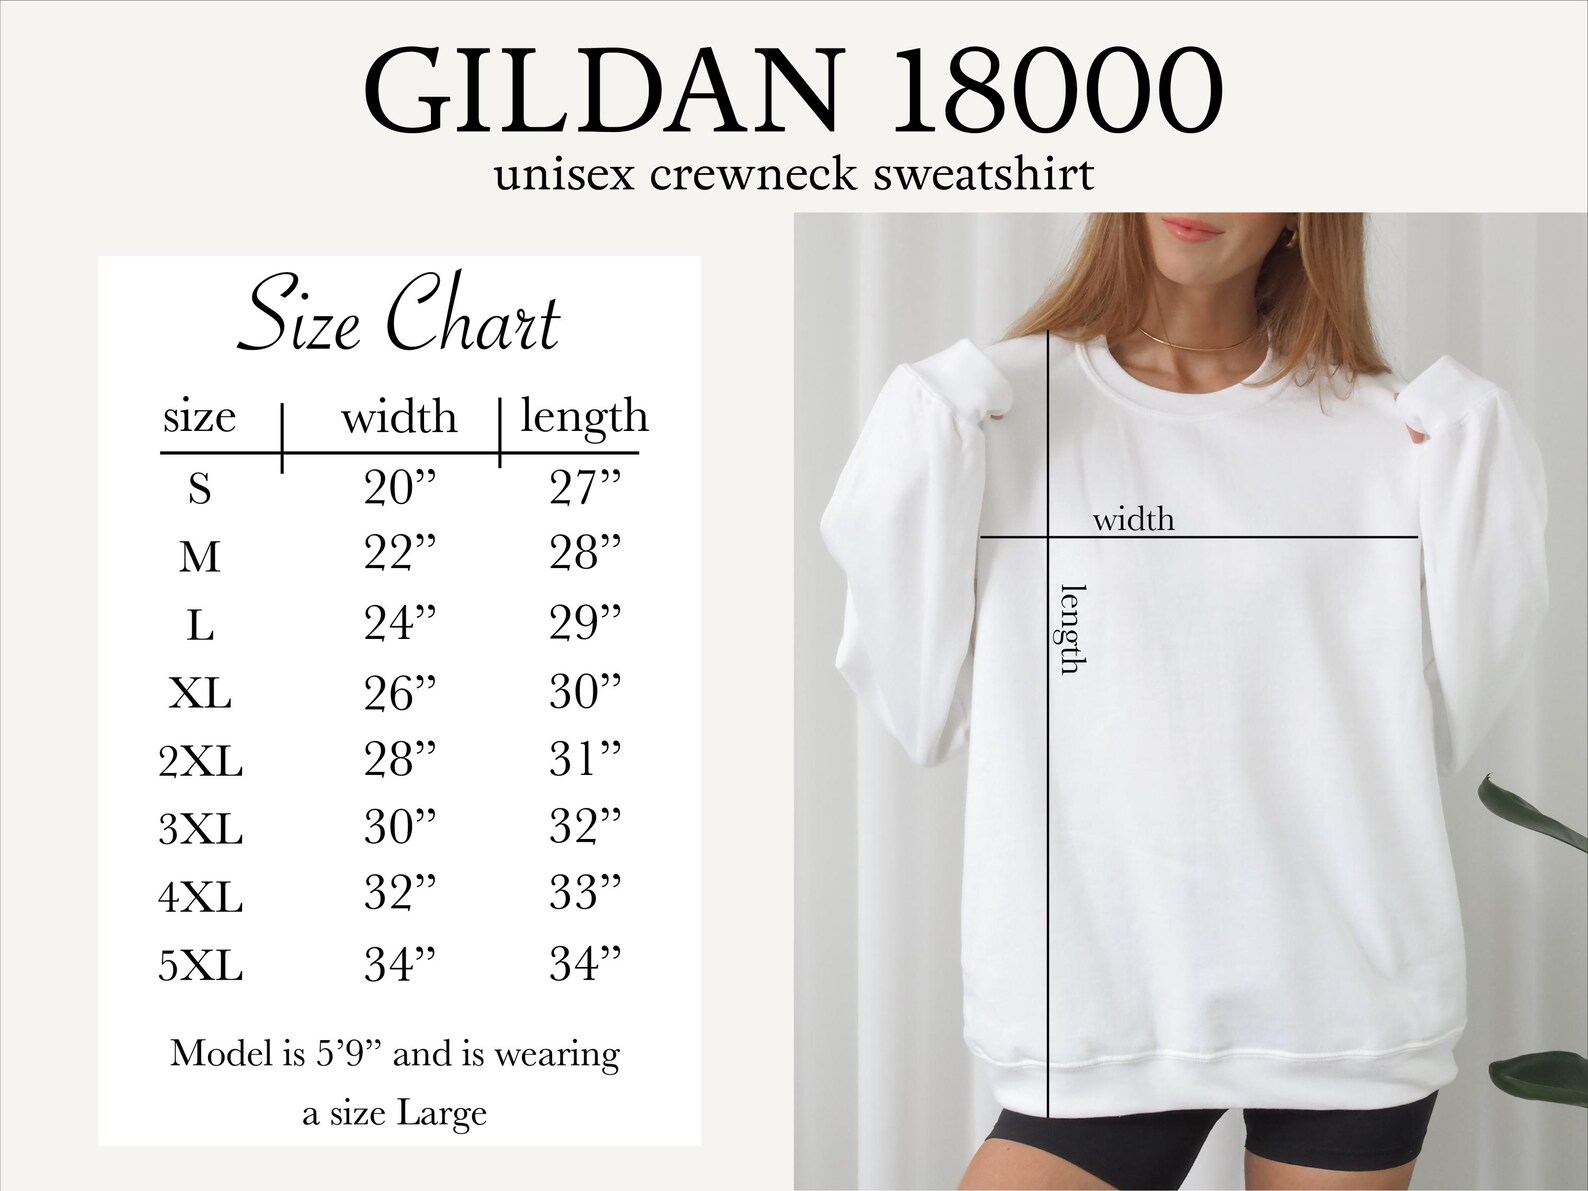 GILDAN 18000
unisex crewneck sweatshirt
Size Chart
size width length
S 20” 27”
M 22” 28”
L 24” 29”
XL 26” 30”
2XL 28” 31”
3XL 30” 32”
4XL 32” 33”
5XL 34” 34”
Model is 5’9” and is wearing
a size Large
width
length